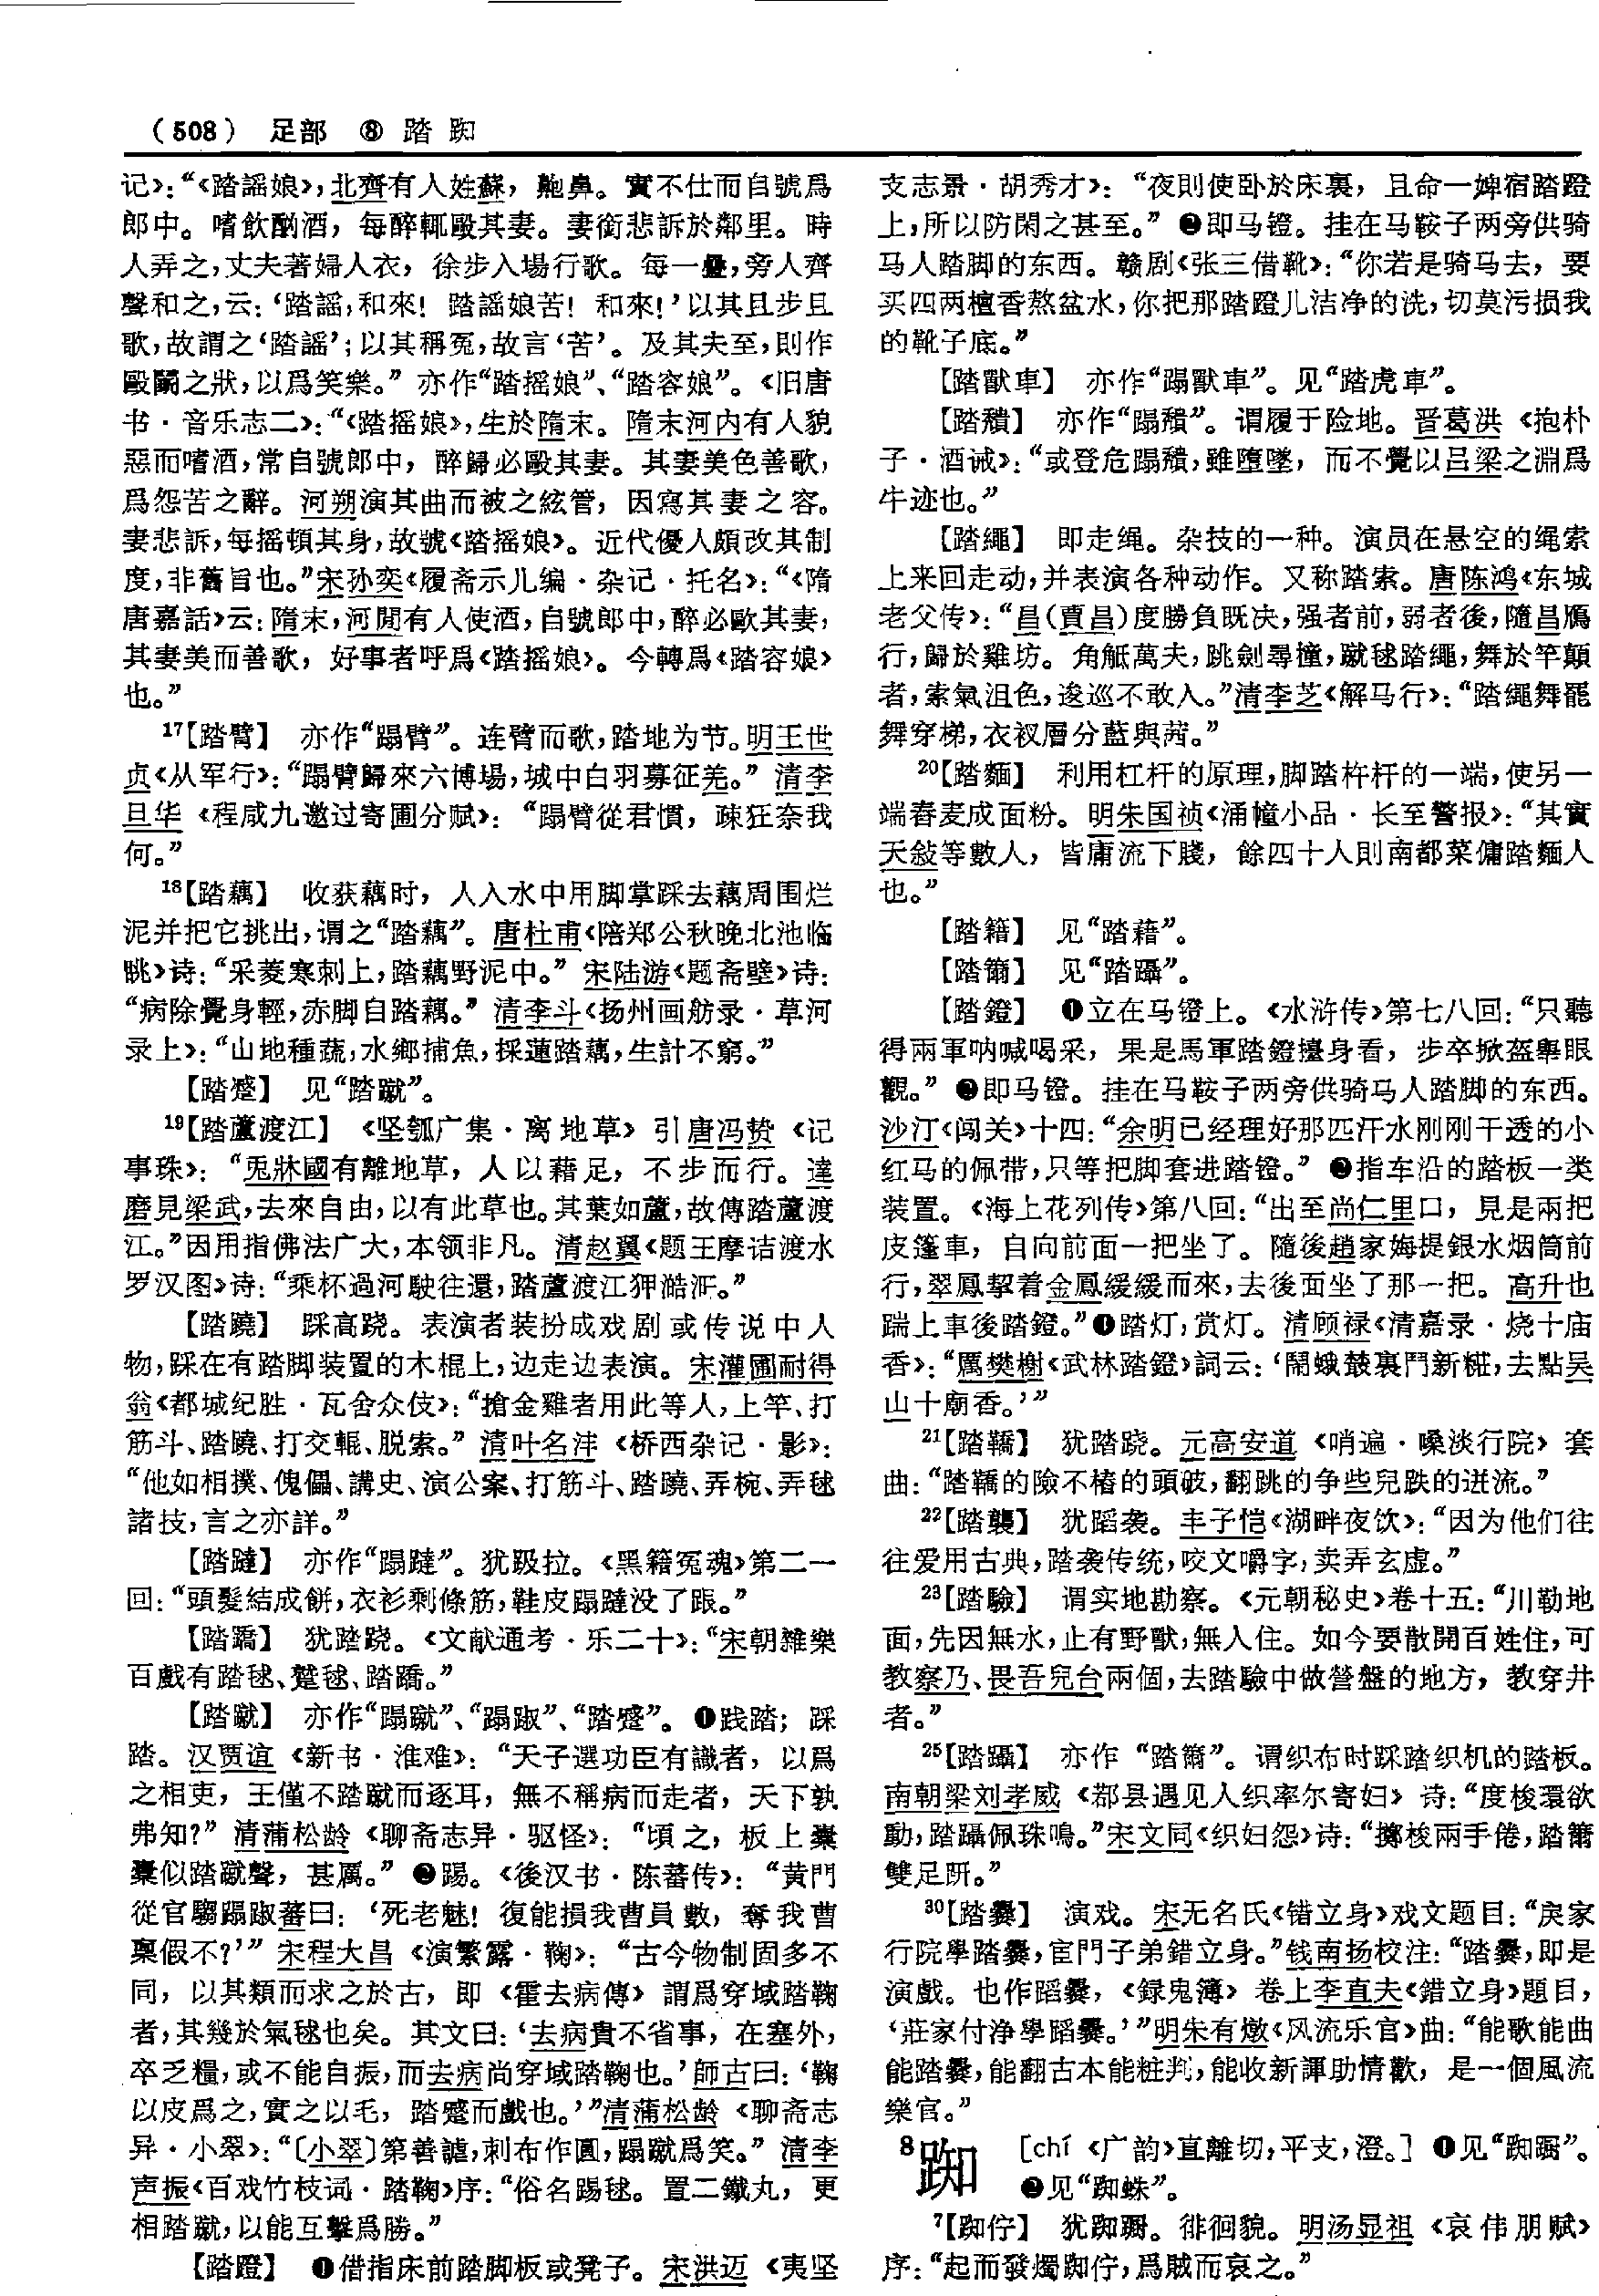 (508) 足部 ⑧ 踏 踟
记》：“《踏謡娘》，北齊有人姓蘇，䶌鼻。實不仕而自號爲
郎中。嗜飲酗酒，每醉輒毆其妻。妻銜悲訴於鄰里。時
人弄之，丈夫著婦人衣，徐步入場行歌。每一疊，旁人齊
聲和之，云：‘踏謡，和來！踏謡娘苦！和來！’以其且步且
歌，故謂之‘踏謡’；以其稱冤，故言‘苦’。及其夫至，則作
毆鬭之狀，以爲笑樂。”亦作“踏摇娘”、“踏容娘”。《旧唐
书·音乐志二》：“《踏摇娘》，生於隋末。隋末河内有人貌
惡而嗜酒，常自號郎中，醉歸必毆其妻。其妻美色善歌，
爲怨苦之辭。河朔演其曲而被之絃管，因寫其妻之容。
妻悲訴，每摇頓其身，故號《踏摇娘》。近代優人頗改其制
度，非舊旨也。”宋孙奕《履斋示儿编·杂记·托名》：“《隋
唐嘉話》云：隋末，河間有人使酒，自號郎中，醉必歐其妻，
其妻美而善歌，好事者呼爲《踏摇娘》。今轉爲《踏容娘》
也。”
17【踏臂】 亦作“蹋臂”。连臂而歌，踏地为节。明王世
贞《从军行》：“蹋臂歸來六博場，城中白羽募征羌。”清李
旦华《程咸九邀过寄圃分赋》：“蹋臂從君慣，疎狂奈我
何。”
18【踏藕】 收获藕时，人入水中用脚掌踩去藕周围烂
泥并把它挑出，谓之“踏藕”。唐杜甫《陪郑公秋晚北池临
眺》诗：“采菱寒刺上，踏藕野泥中。”宋陆游《题斋壁》诗：
“病除覺身輕，赤脚自踏藕。”清李斗《扬州画舫录·草河
录上》：“山地種蔬，水鄉捕魚，採蓮踏藕，生計不窮。”
【踏蹵】 见“踏蹴”。
19【踏蘆渡江】 《坚瓠广集·离地草》引唐冯贽《记
事珠》：“兎牀國有離地草，人以藉足，不步而行。達
磨見梁武，去來自由，以有此草也。其葉如蘆，故傳踏蘆渡
江。”因用指佛法广大，本领非凡。清赵翼《题王摩诘渡水
罗汉图》诗：“乘杯過河駛往還，踏蘆渡江狎澔汗。”
【踏蹺】 踩高跷。表演者装扮成戏剧或传说中人
物，踩在有踏脚装置的木棍上，边走边表演。宋灌圃耐得
翁《都城纪胜·瓦舍众伎》：“搶金雞者用此等人，上竿、打
筋斗、踏蹺、打交輥、脱索。”清叶名沣《桥西杂记·影》：
“他如相撲、傀儡、講史、演公案、打筋斗、踏蹺、弄椀、弄毬
諸技，言之亦詳。”
【踏躂】 亦作“蹋躂”。犹趿拉。《黑籍冤魂》第二一
回：“頭髮結成餅，衣衫剩條筋，鞋皮蹋躂没了跟。”
【踏蹻】 犹踏跷。《文献通考·乐二十》：“宋朝雜樂
百戲有踏毬、蹵毬、踏蹻。”
【踏蹴】 亦作“蹋蹴”、“蹋踧”、“踏蹵”。❶践踏；踩
踏。汉贾谊《新书·淮难》：“天子選功臣有識者，以爲
之相吏，王僅不踏蹴而逐耳，無不稱病而走者，天下孰
弗知？”清蒲松龄《聊斋志异·驱怪》：“頃之，板上橐
橐似踏蹴聲，甚厲。”❷踢。《後汉书·陈蕃传》：“黄門
從官騶蹋踧蕃曰：‘死老魅！復能損我曹員數，奪我曹
稟假不？’”宋程大昌《演繁露·鞠》：“古今物制固多不
同，以其類而求之於古，即《霍去病傳》謂爲穿域踏鞠
者，其幾於氣毬也矣。其文曰：‘去病貴不省事，在塞外，
卒乏糧，或不能自振，而去病尚穿域踏鞠也。’師古曰：‘鞠
以皮爲之，實之以毛，踏蹵而戲也。’”清蒲松龄《聊斋志
异·小翠》：“〔小翠〕第善謔，刺布作圓，蹋蹴爲笑。”清李
声振《百戏竹枝词·踏鞠》序：“俗名踢毬。置二鐵丸，更
相踏蹴，以能互擊爲勝。”
【踏蹬】 ❶借指床前踏脚板或凳子。宋洪迈《夷坚
支志景·胡秀才》：“夜則使卧於床裏，且命一婢宿踏蹬
上，所以防閑之甚至。”❷即马镫。挂在马鞍子两旁供骑
马人踏脚的东西。赣剧《张三借靴》：“你若是骑马去，要
买四两檀香熬盆水，你把那踏蹬儿洁净的洗，切莫污损我
的靴子底。”
【踏獸車】 亦作“蹋獸車”。见“踏虎車”。
【踏穨】 亦作“蹋穨”。谓履于险地。晋葛洪《抱朴
子·酒诫》：“或登危蹋穨，雖墮墜，而不覺以吕梁之淵爲
牛迹也。”
【踏繩】 即走绳。杂技的一种。演员在悬空的绳索
上来回走动，并表演各种动作。又称踏索。唐陈鸿《东城
老父传》：“昌（賈昌）度勝負既决，强者前，弱者後，隨昌鴈
行，歸於雞坊。角觝萬夫，跳劍尋橦，蹴毬踏繩，舞於竿顛
者，索氣沮色，逡巡不敢入。”清李芝《解马行》：“踏繩舞罷
舞穿梯，衣衩層分藍與茜。”
20【踏麵】 利用杠杆的原理，脚踏杵杆的一端，使另一
端舂麦成面粉。明朱国祯《涌幢小品·长至警报》：“其實
天敍等數人，皆庸流下賤，餘四十人則南都菜傭踏麵人
也。”
【踏籍】 见“踏藉”。
【踏籋】 见“踏躡”。
【踏鐙】 ❶立在马镫上。《水浒传》第七八回：“只聽
得兩軍呐喊喝采，果是馬軍踏鐙擡身看，步卒掀盔舉眼
觀。”❷即马镫。挂在马鞍子两旁供骑马人踏脚的东西。
沙汀《闯关》十四：“余明已经理好那匹汗水刚刚干透的小
红马的佩带，只等把脚套进踏镫。”❸指车沿的踏板一类
装置。《海上花列传》第八回：“出至尚仁里口，見是兩把
皮篷車，自向前面一把坐了。隨後趙家㛇提銀水烟筒前
行，翠鳳挈着金鳳緩緩而來，去後面坐了那一把。高升也
踹上車後踏鐙。”❹踏灯；赏灯。清顾禄《清嘉录·烧十庙
香》：“厲樊榭《武林踏鐙》詞云：‘鬧蛾叢裏鬥新糚，去點吴
山十廟香。’”
21【踏鞽】 犹踏跷。元高安道《哨遍·嗓淡行院》套
曲：“踏鞽的險不樁的頭破，翻跳的争些兒跌的迸流。”
22【踏襲】 犹蹈袭。丰子恺《湖畔夜饮》：“因为他们往
往爱用古典，踏袭传统，咬文嚼字，卖弄玄虚。”
23【踏驗】 谓实地勘察。《元朝秘史》卷十五：“川勒地
面，先因無水，止有野獸，無人住。如今要散開百姓住，可
教察乃、畏吾兒台兩個，去踏驗中做營盤的地方，教穿井
者。”
25【踏躡】 亦作“踏籋”。谓织布时踩踏织机的踏板。
南朝梁刘孝威《鄀县遇见人织率尔寄妇》诗：“度梭環欲
動，踏躡佩珠鳴。”宋文同《织妇怨》诗：“擲梭兩手倦，踏籋
雙足趼。”
30【踏爨】 演戏。宋无名氏《错立身》戏文题目：“戾家
行院學踏爨，宦門子弟錯立身。”钱南扬校注：“踏爨，即是
演戲。也作蹈爨，《録鬼簿》卷上李直夫《錯立身》題目，
‘莊家付浄學蹈爨。’”明朱有燉《风流乐官》曲：“能歌能曲
能踏爨，能翻古本能粧判，能收新譚助情歡，是一個風流
樂官。”
8踟 [chí《广韵》直離切，平支，澄。]❶见“踟蹰”。
❷见“踟蛛”。
7【踟佇】 犹踟蹰。徘徊貌。明汤显祖《哀伟朋赋》
序：“起而發燭踟佇，爲賦而哀之。”